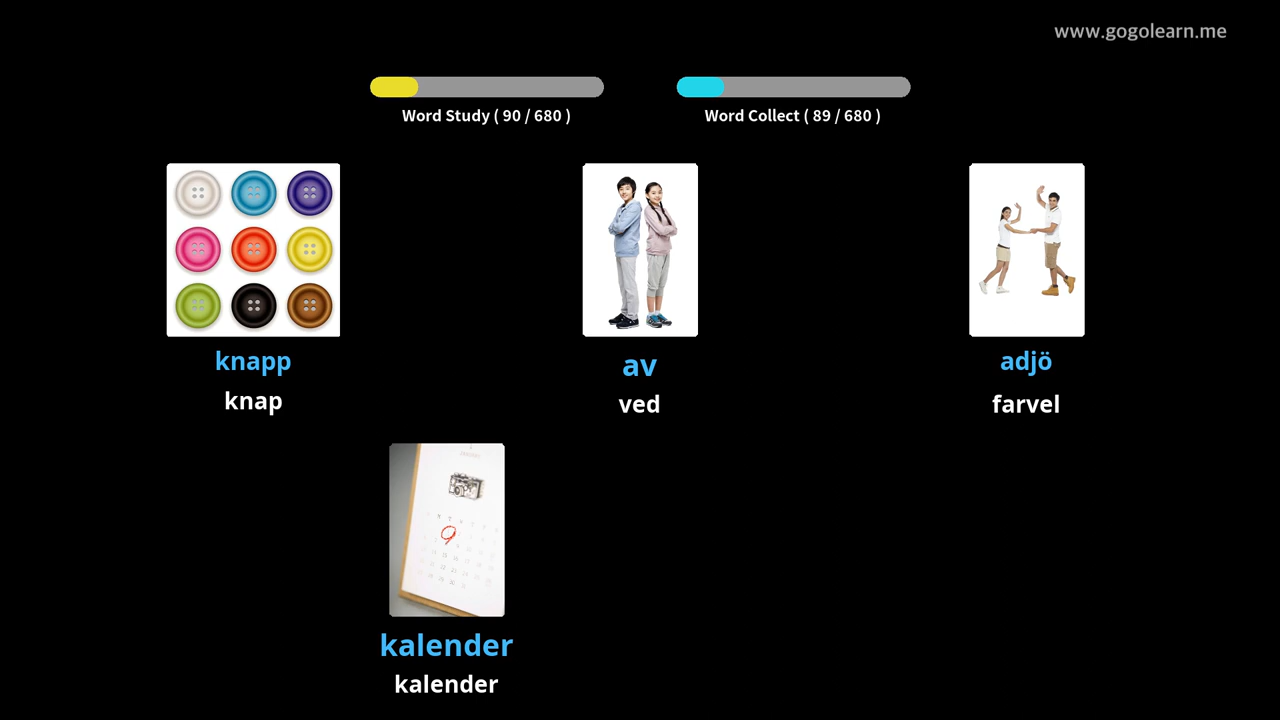 www.gogolearn.me
Word Study ( 90 / 680 )
Word Collect ( 89 / 680 )
knapp
knap
av
ved
adjö
farvel
kalender
kalender